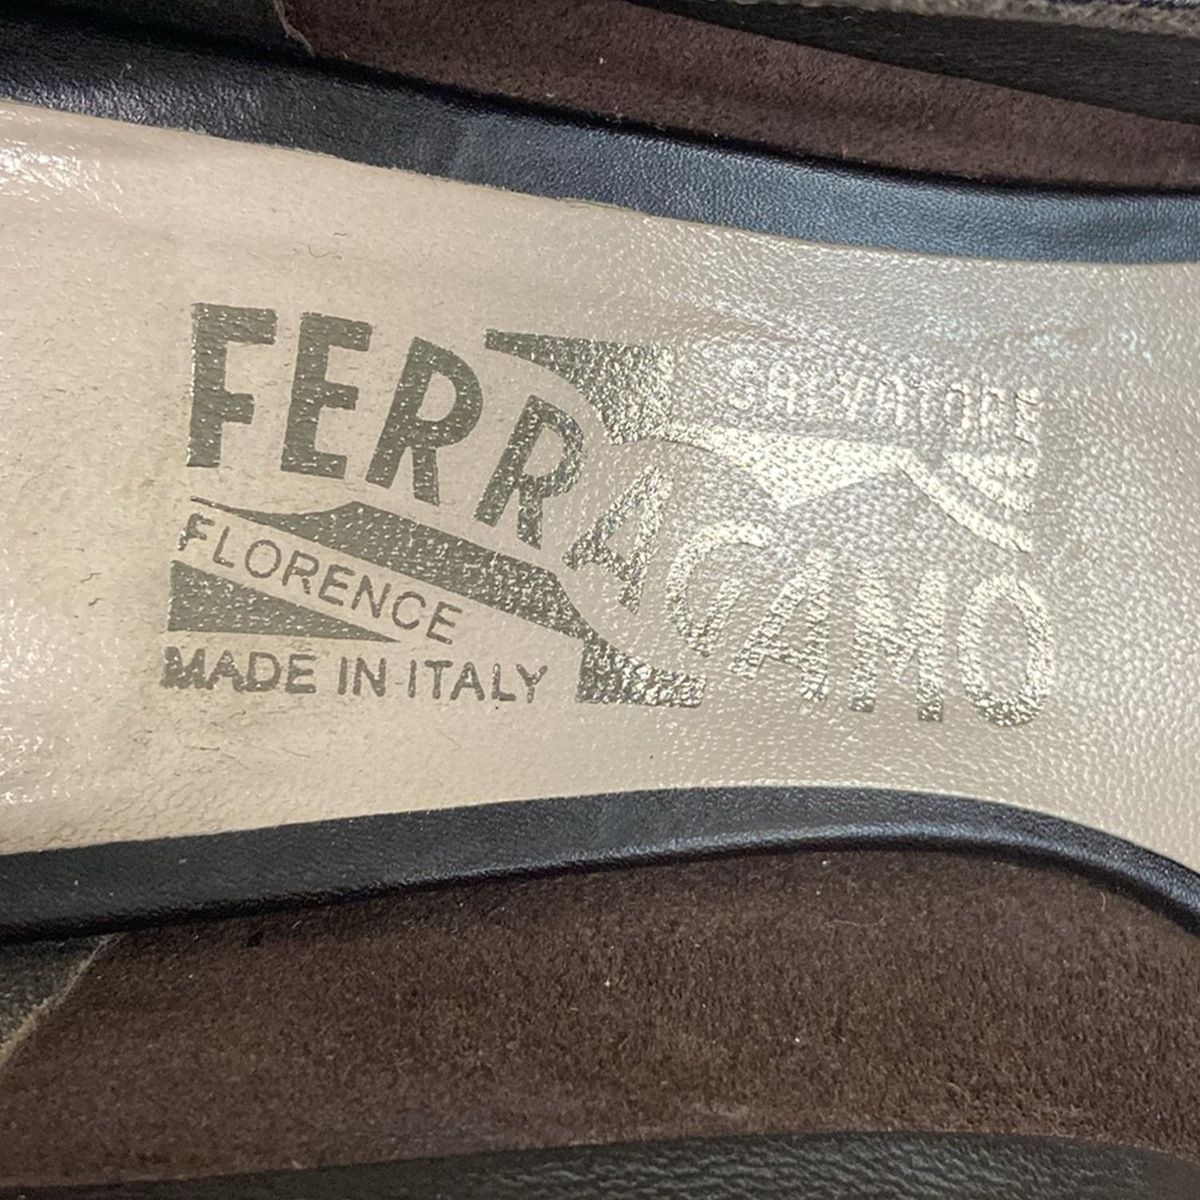 SALVATORE
FERRAGAMO
FLORENCE
MADE IN ITALY